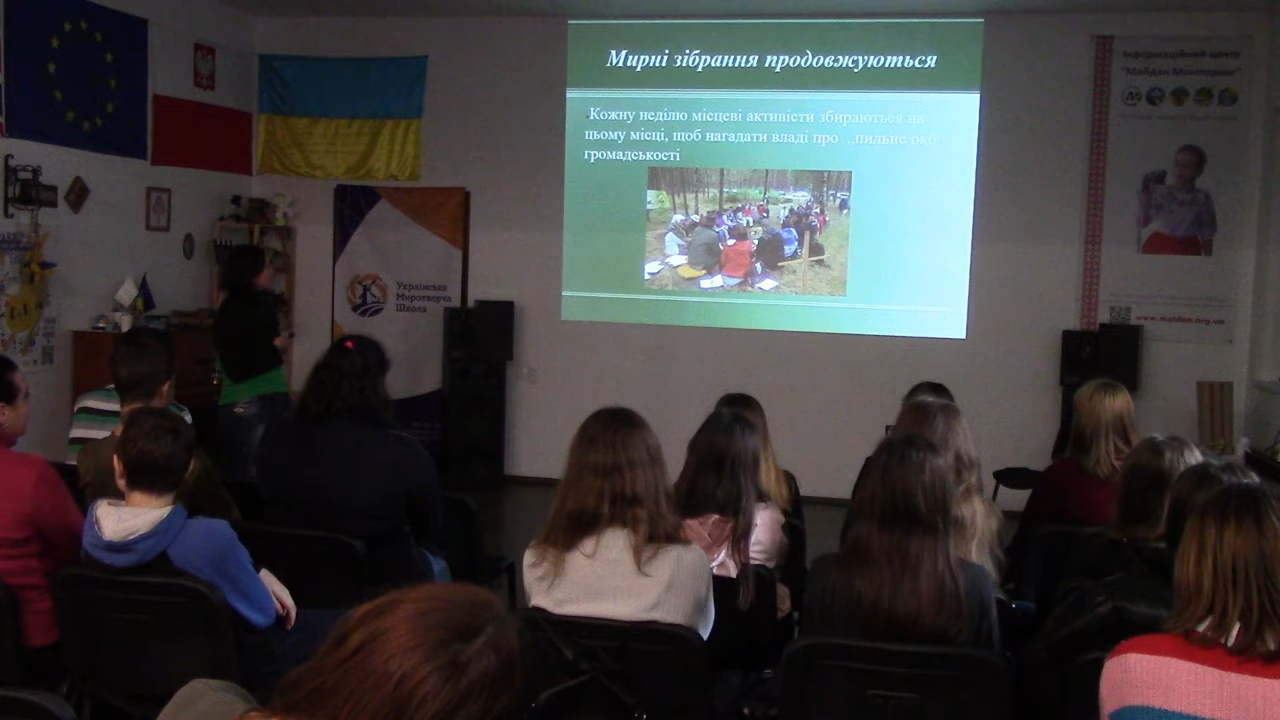 Мирні зібрання продовжуються
Кожну неділю місцеві активісти збираються на
цьому місці, щоб нагадати владі про ,,пильне око
громадськості
Українська
Миротворча
Школа
Інформаційний центр
"Майдан Моніторинг"
www.maidan.org.ua